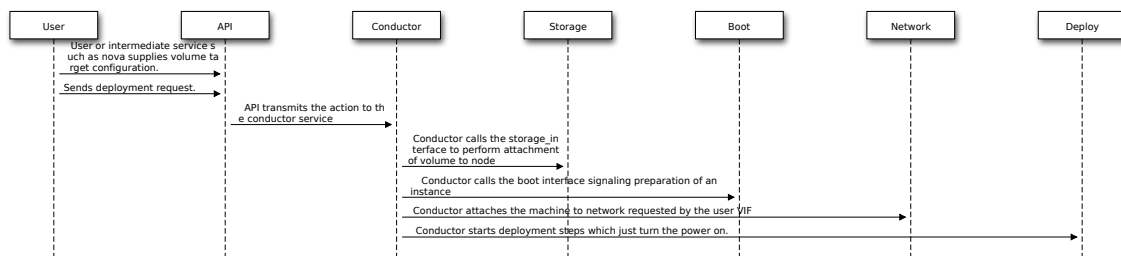 User API Conductor Storage Boot Network Deploy
User or intermediate service s
uch as nova supplies volume ta
rget configuration.
Sends deployment request.
API transmits the action to th
e conductor service
Conductor calls the storage_in
terface to perform attachment
of volume to node
Conductor calls the boot interface signaling preparation of an
instance
Conductor attaches the machine to network requested by the user VIF
Conductor starts deployment steps which just turn the power on.